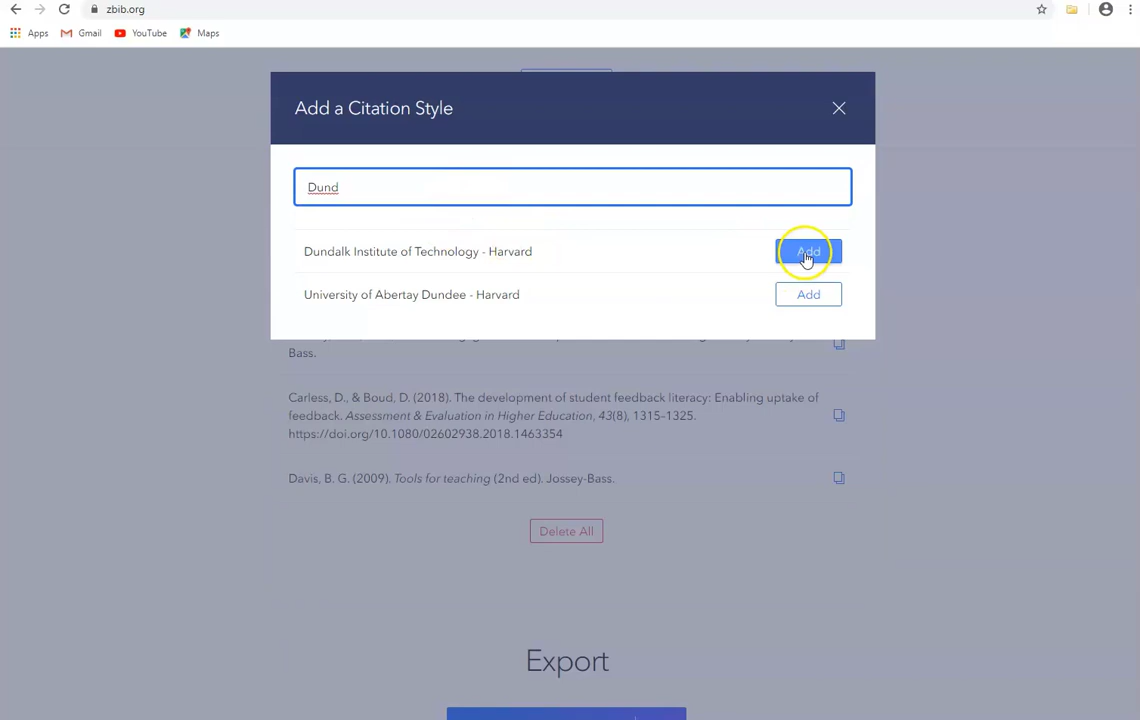 zbib.org
Apps Gmail YouTube Maps
Add a Citation Style
Dund
Dundalk Institute of Technology - Harvard Add
University of Abertay Dundee - Harvard Add
Bass.
Carless, D., & Boud, D. (2018). The development of student feedback literacy: Enabling uptake of
feedback. Assessment & Evaluation in Higher Education, 43(8), 1315–1325.
https://doi.org/10.1080/02602938.2018.1463354
Davis, B. G. (2009). Tools for teaching (2nd ed). Jossey-Bass.
Delete All
Export